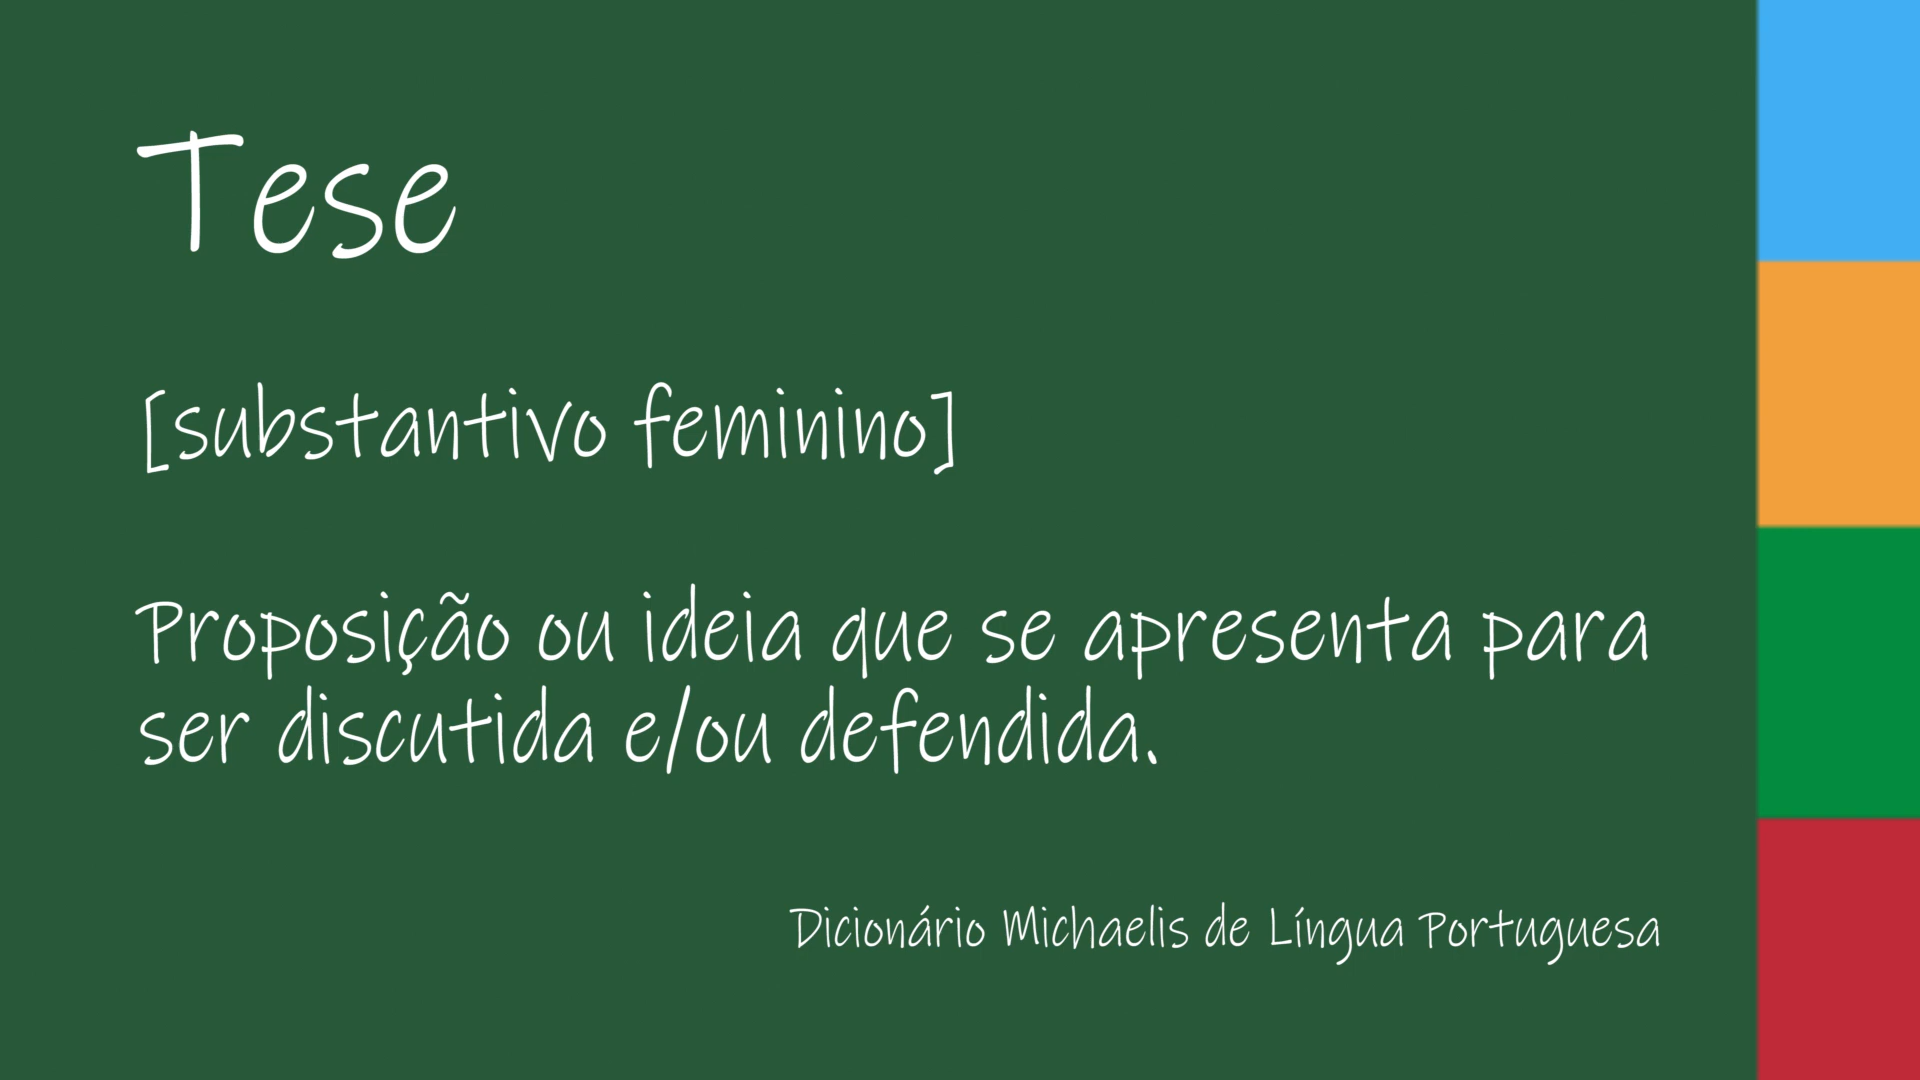 Tese
[substantivo feminino]
Proposição ou ideia que se apresenta para
ser discutida e/ou defendida.
Dicionário Michaelis de Língua Portuguesa